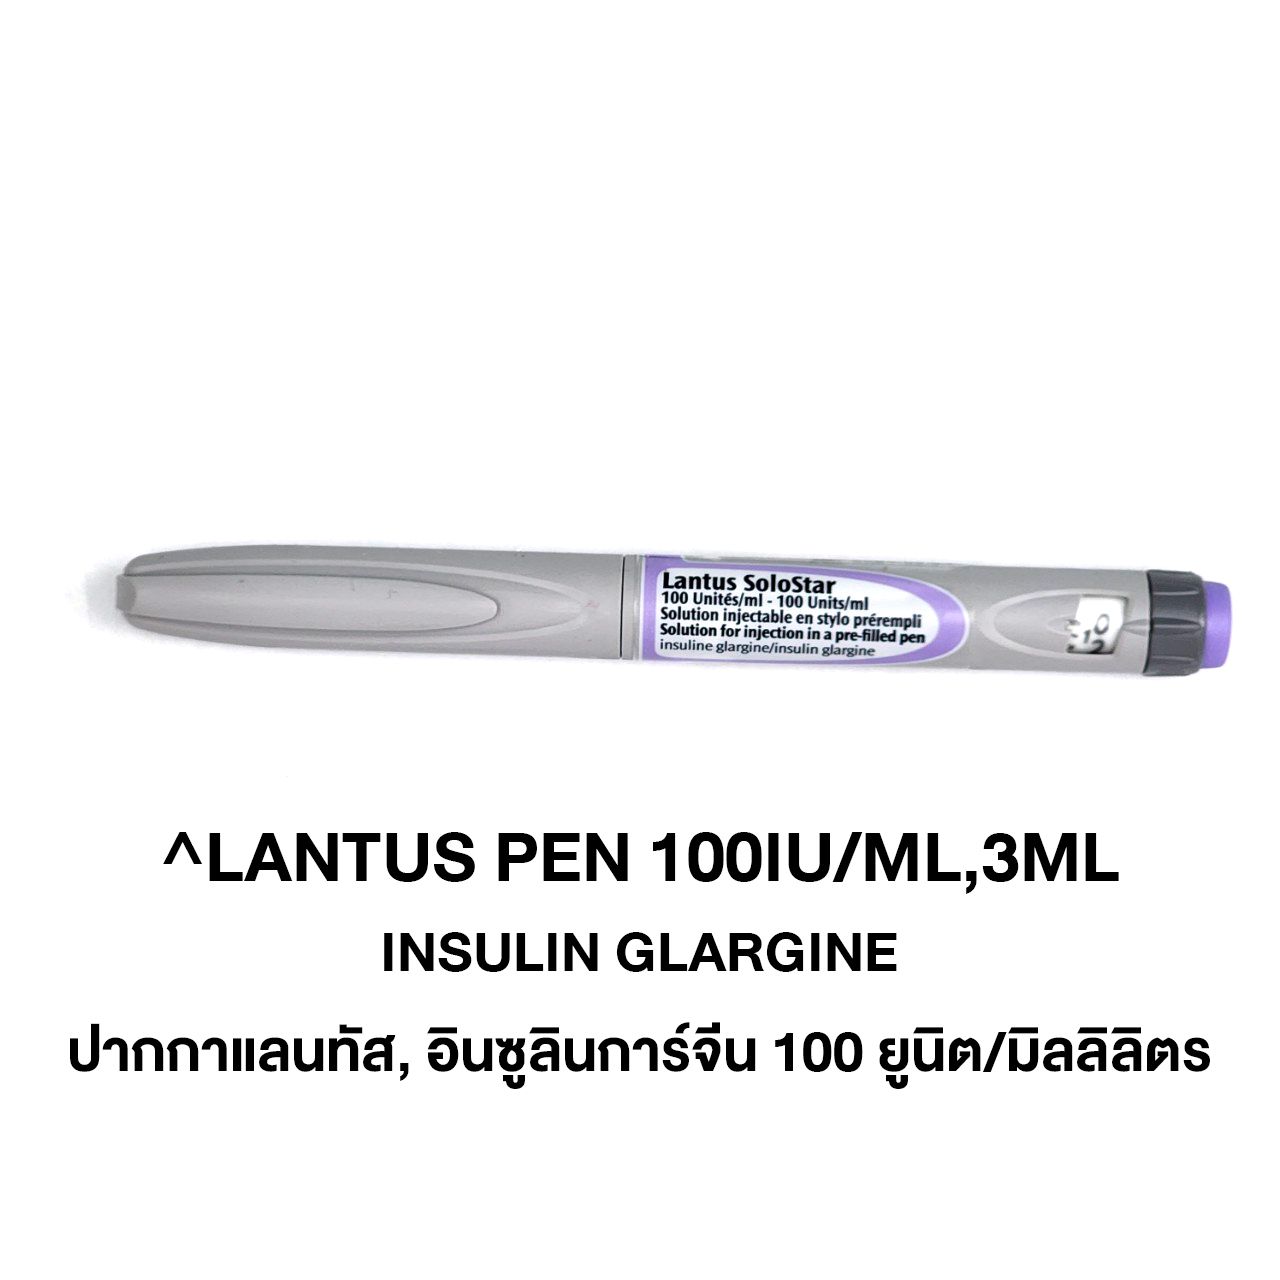 Lantus SoloStar
100 Unités/ml - 100 Units/ml
Solution injectable en stylo prérempli
Solution for injection in a pre-filled pen
insuline glargine/insulin glargine
0
2
^LANTUS PEN 100IU/ML,3ML
INSULIN GLARGINE
ปากกาแลนทัส, อินซูลินการ์จีน 100 ยูนิต/มิลลิลิตร